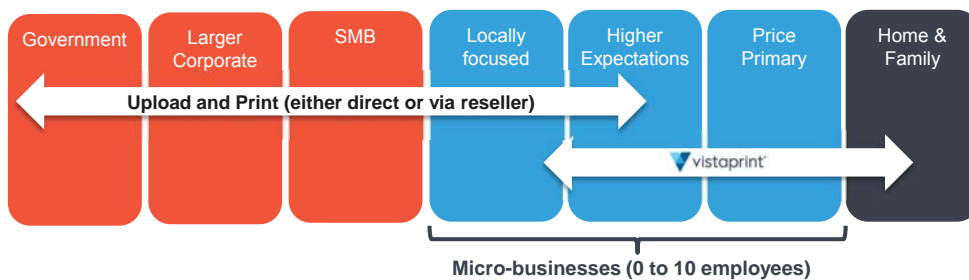 Government
Larger
Corporate
SMB
Locally
focused
Higher
Expectations
Price
Primary
Home &
Family
Upload and Print (either direct or via reseller)
vistaprint
Micro-businesses (0 to 10 employees)